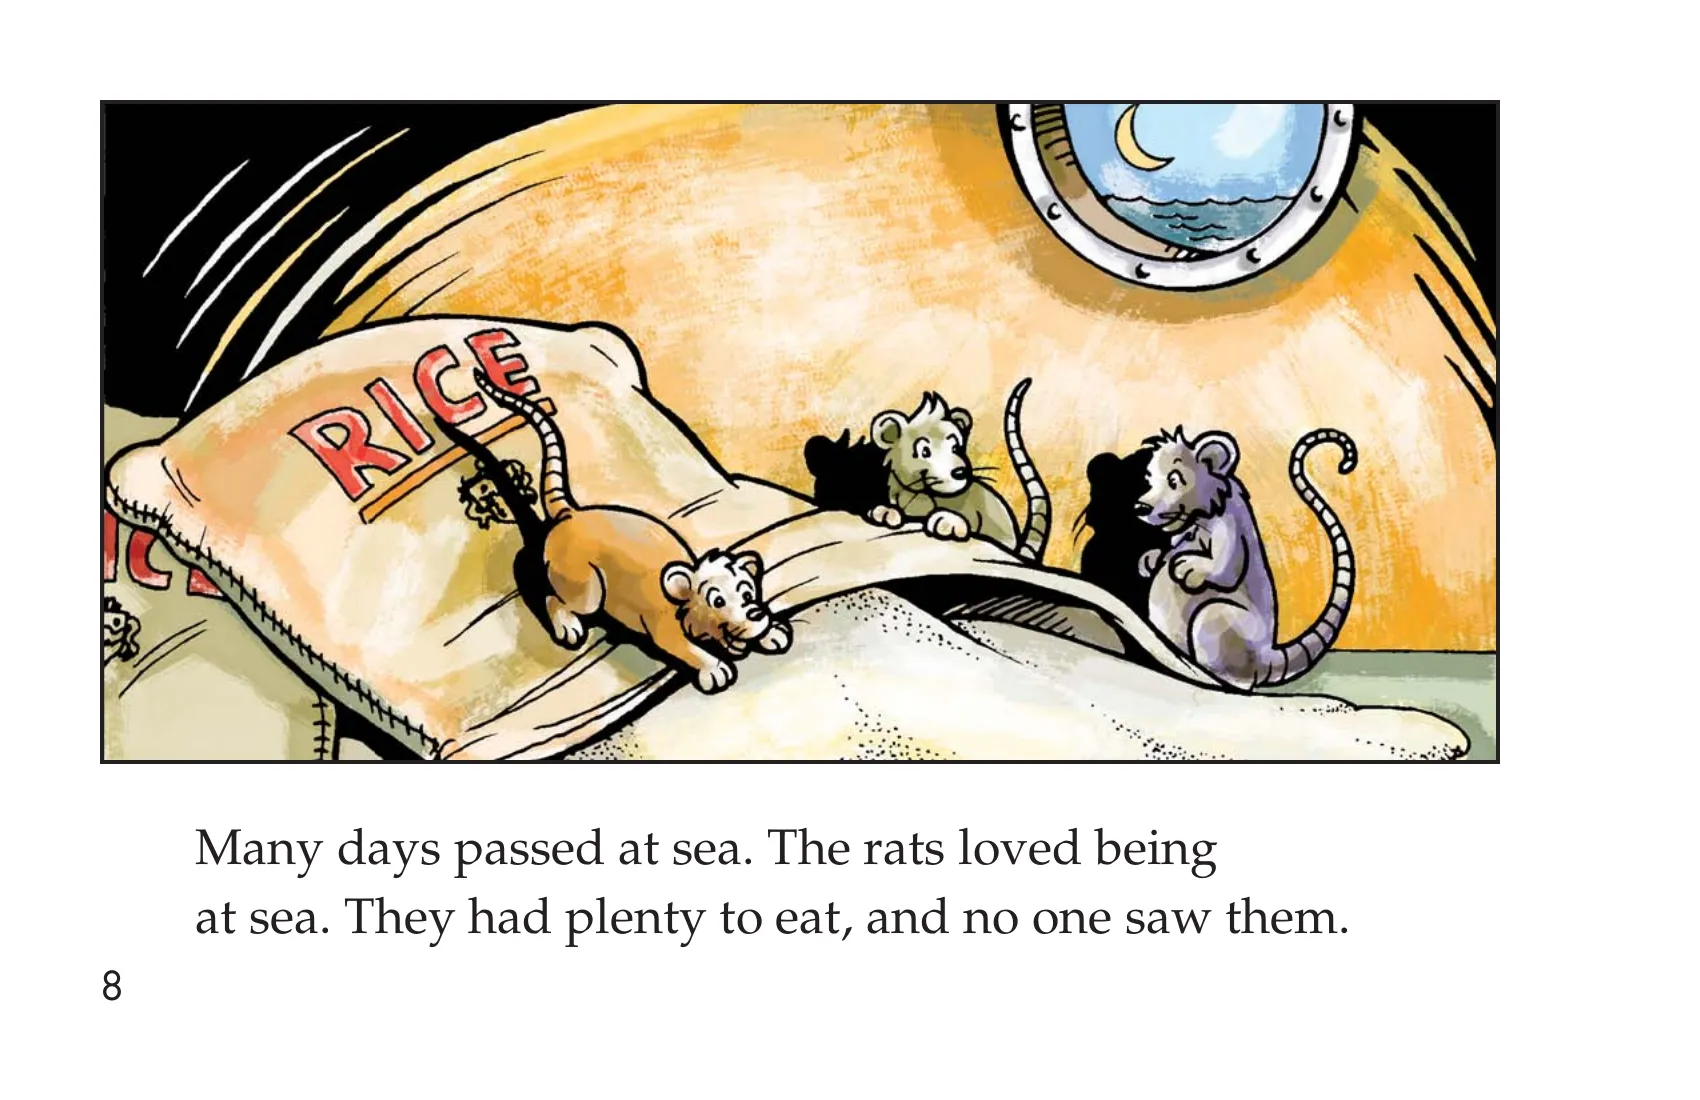 RICE
ICE
Many days passed at sea. The rats loved being
at sea. They had plenty to eat, and no one saw them.
8